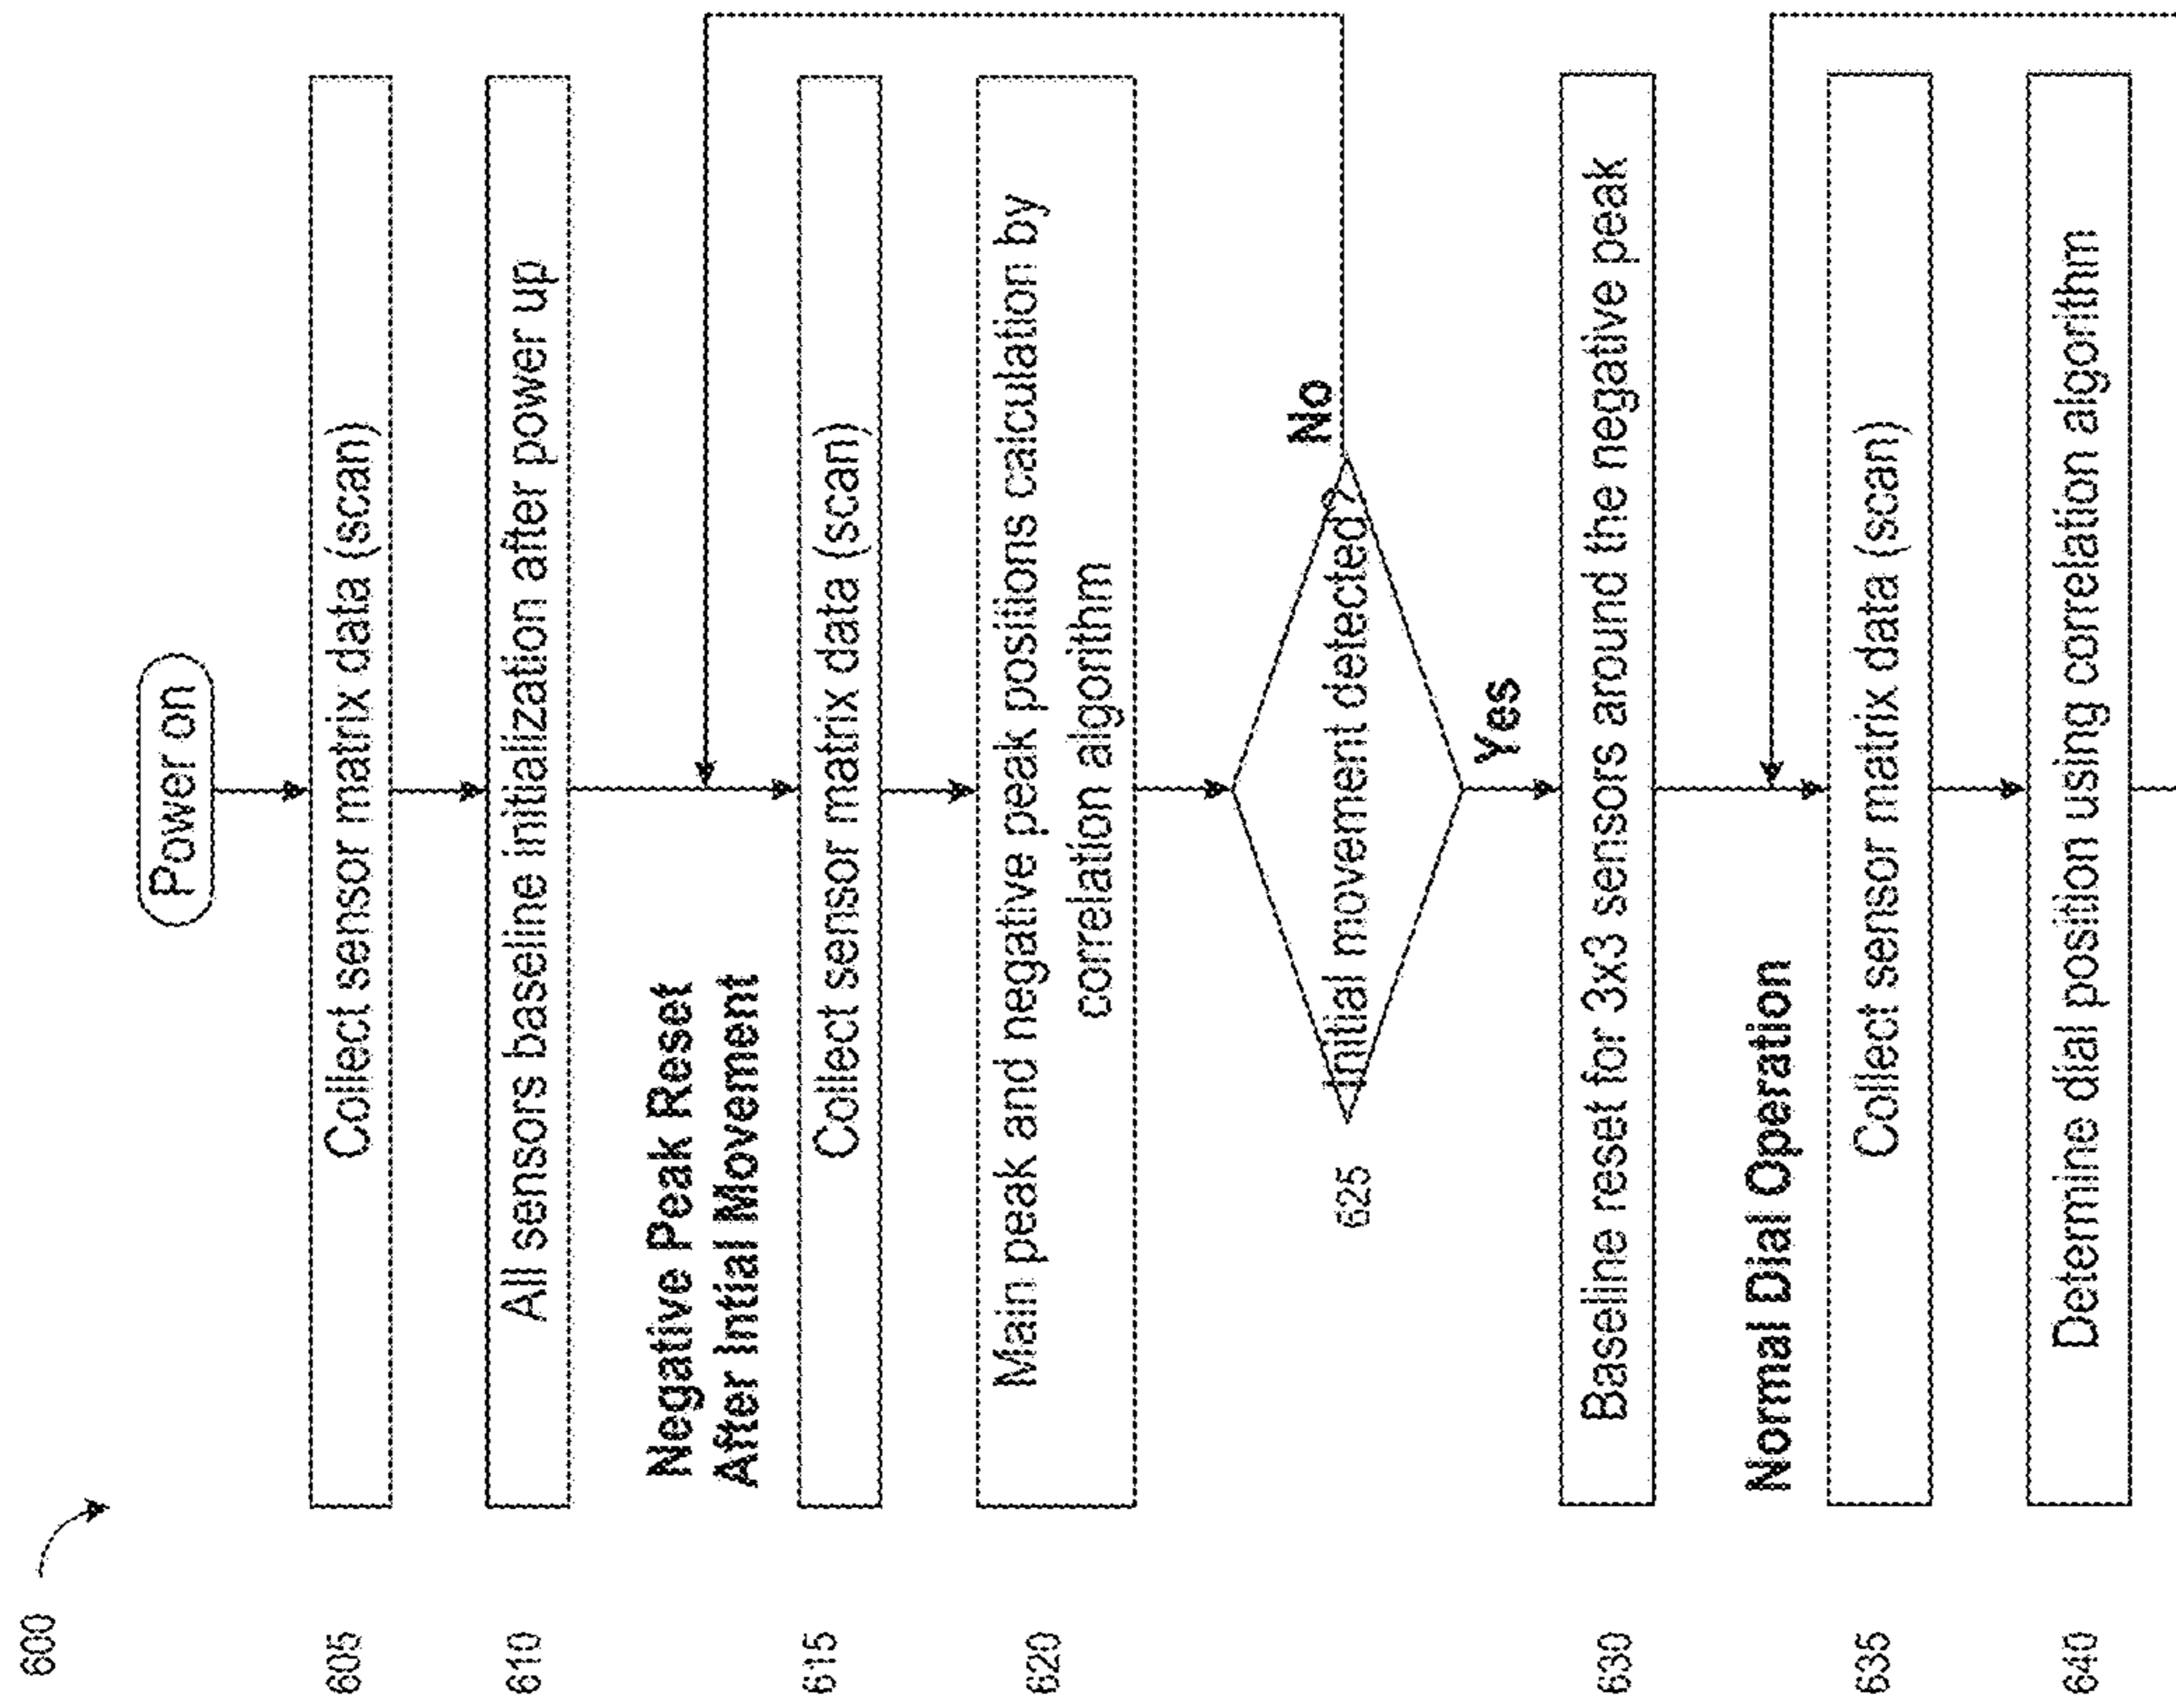 600
Power on
605
Collect sensor matrix data (scan)
610
All sensors baseline initialization after power up
Negative Peak Reset
After Intial Movement
615
Collect sensor matrix data (scan)
620
Main peak and negative peak positions calculation by
correlation algorithm
625
Initial movement detected?
No
Yes
630
Baseline reset for 3x3 sensors around the negative peak
Normal Dial Operation
635
Collect sensor matrix data (scan)
640
Determine dial position using correlation algorithm